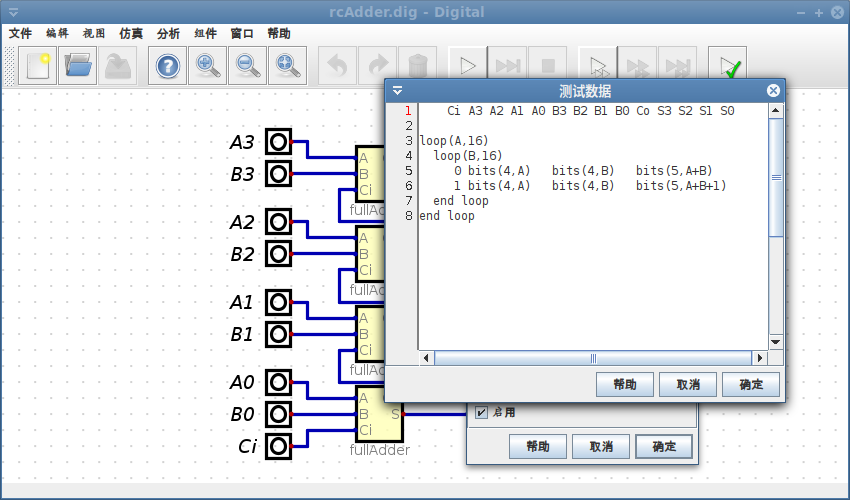 rcAdder.dig - Digital
文件 编辑 视图 仿真 分析 组件 窗口 帮助
测试数据
1 Ci A3 A2 A1 A0 B3 B2 B1 B0 Co S3 S2 S1 S0
2
3 loop(A,16)
4 loop(B,16)
5 0 bits(4,A) bits(4,B) bits(5,A+B)
6 1 bits(4,A) bits(4,B) bits(5,A+B+1)
7 end loop
8 end loop
帮助 取消 确定
启用
帮助 取消 确定
A3
B3
A
B
Ci
fullAd
A2
B2
A
B
Ci
fullAd
A1
B1
A
B
Ci
fullAd
A0
B0
Ci
A
B S
Ci
fullAdder